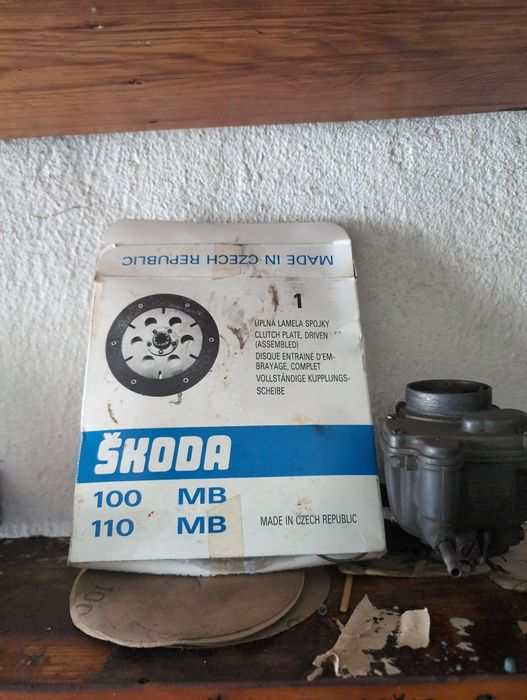 MADE IN CZECH REPUBLIC
1
ÚPLNÁ LAMELA SPOJKY
CLUTCH PLATE, DRIVEN
(ASSEMBLED)
DISQUE ENTRAINÉ D'EM-
BRAYAGE, COMPLET
VOLLSTÄNDIGE KUPPLUNGS-
SCHEIBE
ŠKODA
100 MB
110 MB
MADE IN CZECH REPUBLIC
100